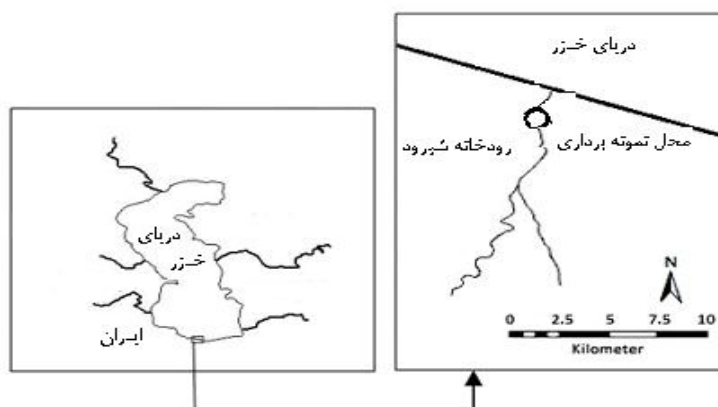 دریای خزر
محل نمونه برداری
رودخانه شیرود
N
0 2.5 5 7.5 10
Kilometer
دریای
خزر
ایران